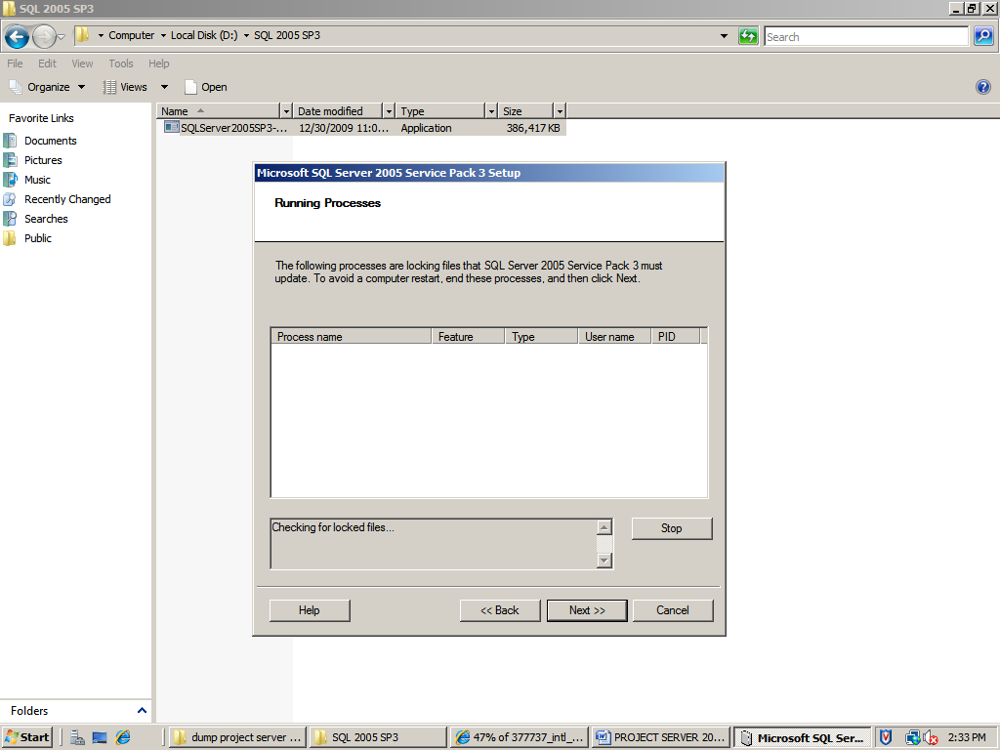 SQL 2005 SP3
Computer Local Disk (D:) SQL 2005 SP3
Search
File Edit View Tools Help
Organize Views Open
Favorite Links
Documents
Pictures
Music
Recently Changed
Searches
Public
Folders
Name Date modified Type Size
SQLServer2005SP3-... 12/30/2009 11:0... Application 386,417 KB
Microsoft SQL Server 2005 Service Pack 3 Setup
Running Processes
The following processes are locking files that SQL Server 2005 Service Pack 3 must
update. To avoid a computer restart, end these processes, and then click Next.
Process name Feature Type User name PID
Checking for locked files...
Stop
Help << Back Next >> Cancel
Start dump project server ... SQL 2005 SP3 47% of 377737_intl_... PROJECT SERVER 20... Microsoft SQL Ser... 2:33 PM